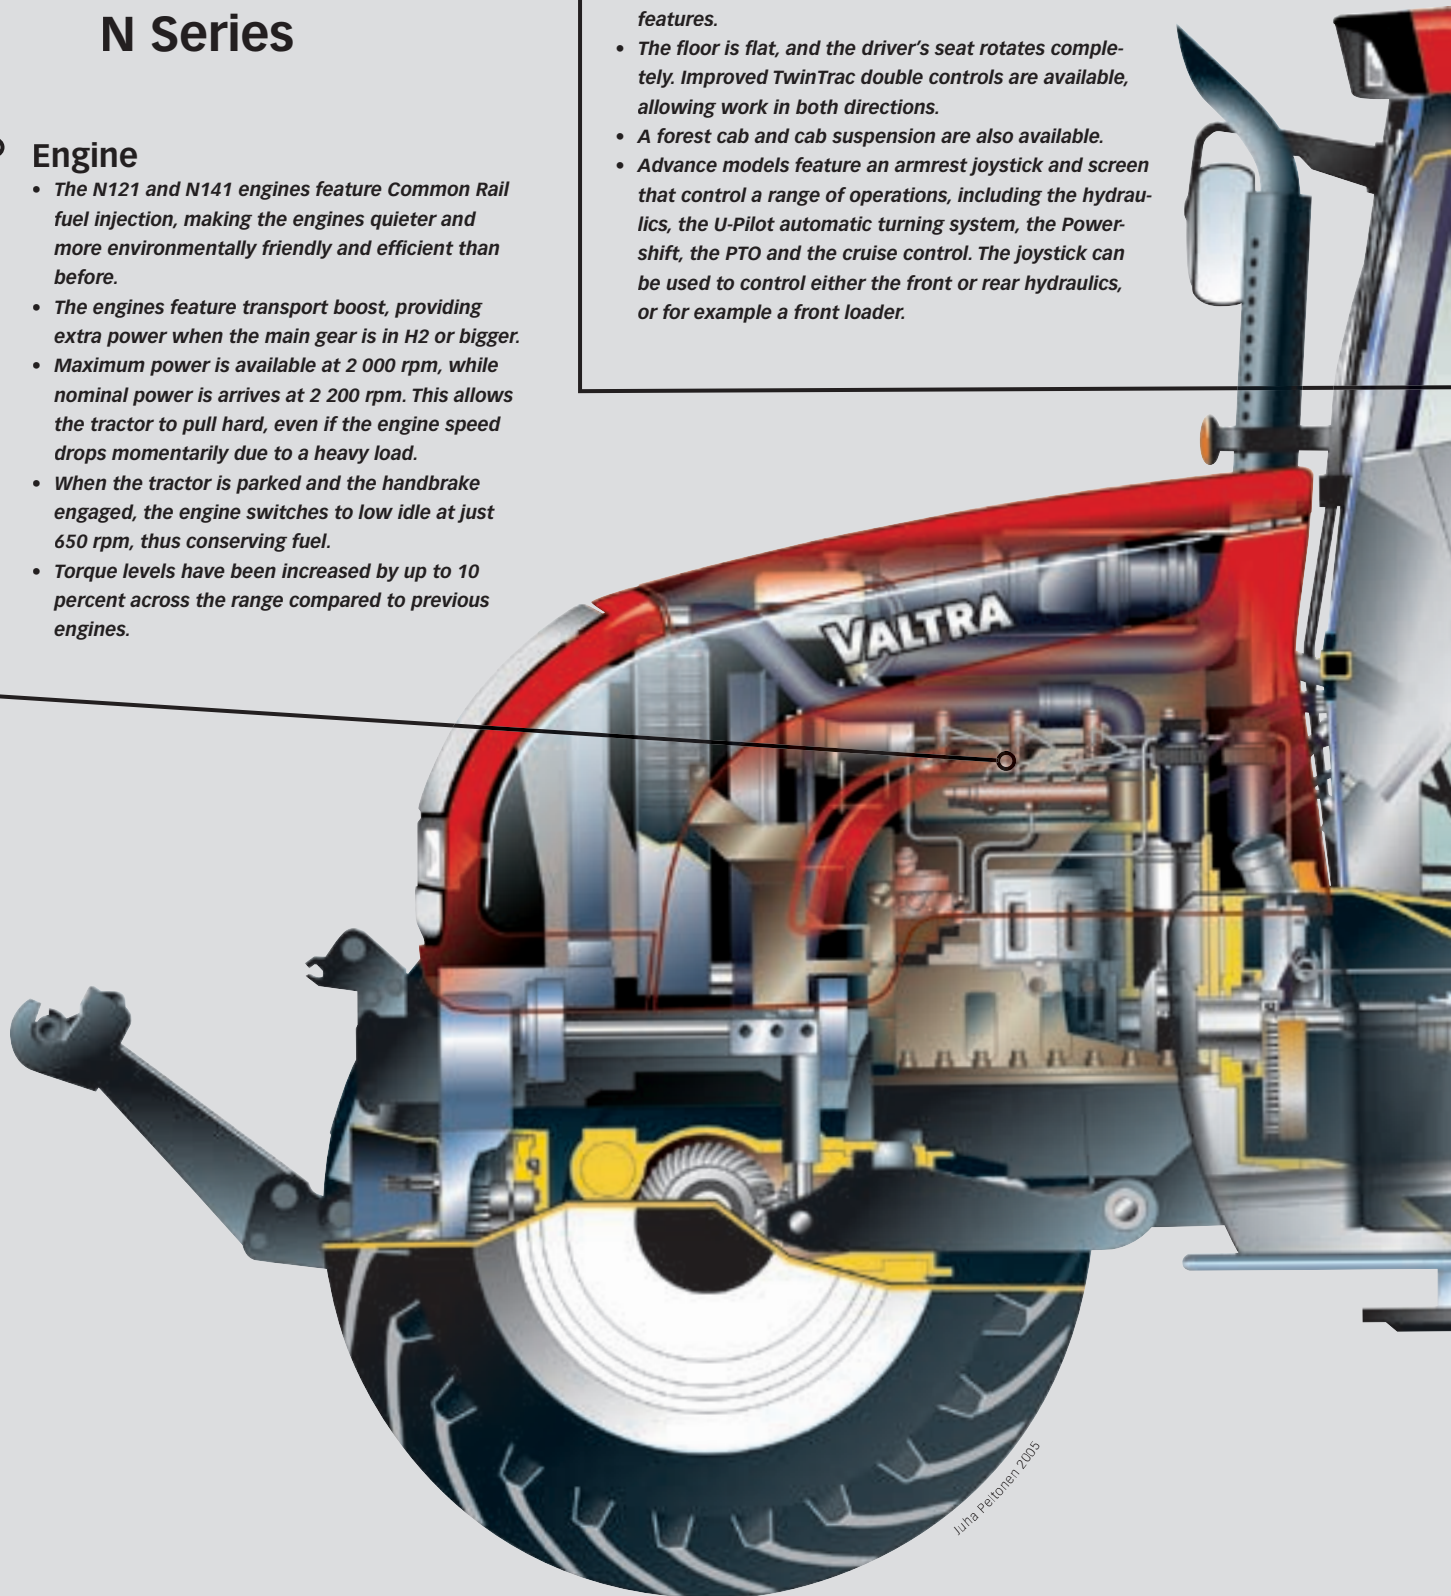 N Series
Engine
• The N121 and N141 engines feature Common Rail
fuel injection, making the engines quieter and
more environmentally friendly and efficient than
before.
• The engines feature transport boost, providing
extra power when the main gear is in H2 or bigger.
• Maximum power is available at 2 000 rpm, while
nominal power is arrives at 2 200 rpm. This allows
the tractor to pull hard, even if the engine speed
drops momentarily due to a heavy load.
• When the tractor is parked and the handbrake
engaged, the engine switches to low idle at just
650 rpm, thus conserving fuel.
• Torque levels have been increased by up to 10
percent across the range compared to previous
engines.
features.
• The floor is flat, and the driver's seat rotates comple-
tely. Improved TwinTrac double controls are available,
allowing work in both directions.
• A forest cab and cab suspension are also available.
• Advance models feature an armrest joystick and screen
that control a range of operations, including the hydrau-
lics, the U-Pilot automatic turning system, the Power-
shift, the PTO and the cruise control. The joystick can
be used to control either the front or rear hydraulics,
or for example a front loader.
VALTRA
Juha Peltonen 2005